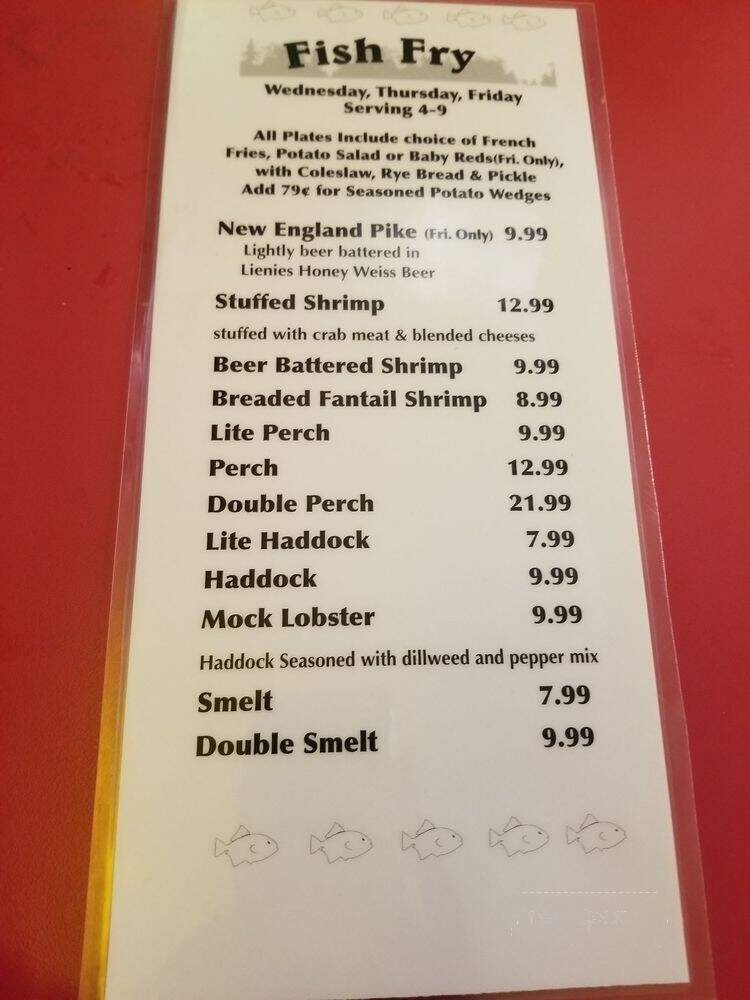 Fish Fry
Wednesday, Thursday, Friday
Serving 4-9
All Plates Include choice of French
Fries, Potato Salad or Baby Reds(Fri. Only),
with Coleslaw, Rye Bread & Pickle
Add 79¢ for Seasoned Potato Wedges
New England Pike (Fri. Only) 9.99
Lightly beer battered in
Lienies Honey Weiss Beer
Stuffed Shrimp 12.99
stuffed with crab meat & blended cheeses
Beer Battered Shrimp 9.99
Breaded Fantail Shrimp 8.99
Lite Perch 9.99
Perch 12.99
Double Perch 21.99
Lite Haddock 7.99
Haddock 9.99
Mock Lobster 9.99
Haddock Seasoned with dillweed and pepper mix
Smelt 7.99
Double Smelt 9.99